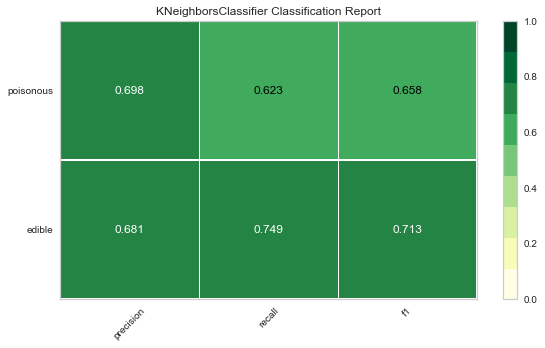 KNeighborsClassifier Classification Report
poisonous
0.698
0.623
0.658
edible
0.681
0.749
0.713
precision
recall
f1
1.0
0.8
0.6
0.4
0.2
0.0